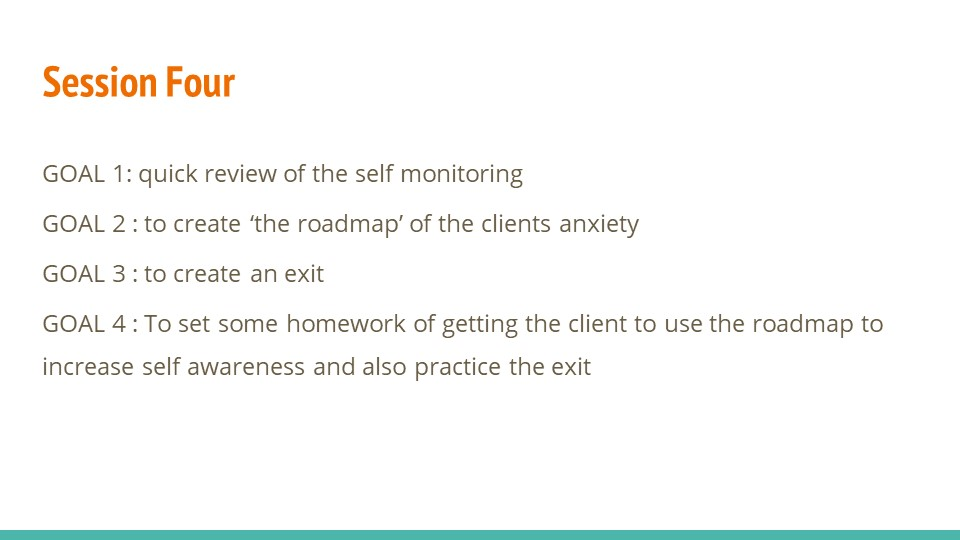 Session Four
GOAL 1: quick review of the self monitoring
GOAL 2 : to create ‘the roadmap’ of the clients anxiety
GOAL 3 : to create an exit
GOAL 4 : To set some homework of getting the client to use the roadmap to
increase self awareness and also practice the exit